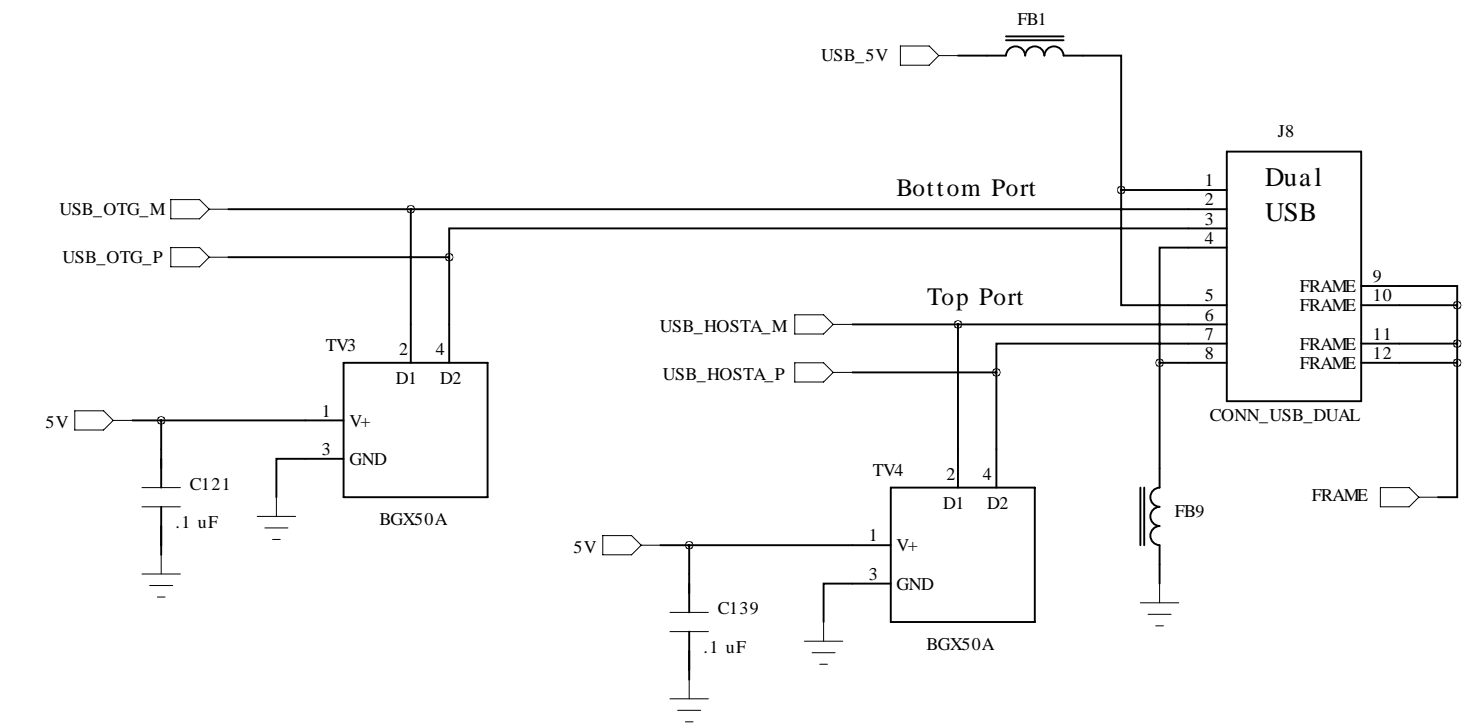 FB1
USB_5V
J8
Dual
USB
1
2
3
4
5
6
7
8
FRAME 9
FRAME 10
FRAME 11
FRAME 12
CONN_USB_DUAL
Bottom Port
USB_OTG_M
USB_OTG_P
Top Port
USB_HOSTA_M
USB_HOSTA_P
TV3
2 4
D1 D2
5V
1 V+
3 GND
C121
.1 uF
BGX50A
TV4
2 4
D1 D2
5V
1 V+
3 GND
C139
.1 uF
BGX50A
FRAME
FB9